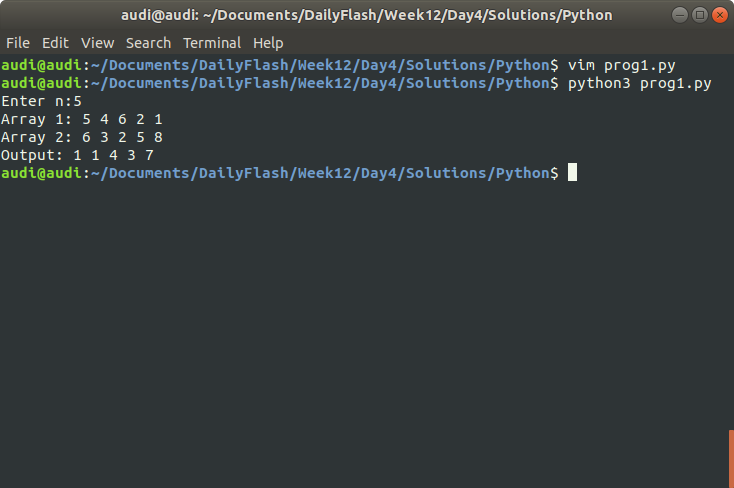 audi@audi: ~/Documents/DailyFlash/Week12/Day4/Solutions/Python
File Edit View Search Terminal Help
audi@audi:~/Documents/DailyFlash/Week12/Day4/Solutions/Python$ vim prog1.py
audi@audi:~/Documents/DailyFlash/Week12/Day4/Solutions/Python$ python3 prog1.py
Enter n:5
Array 1: 5 4 6 2 1
Array 2: 6 3 2 5 8
Output: 1 1 4 3 7
audi@audi:~/Documents/DailyFlash/Week12/Day4/Solutions/Python$